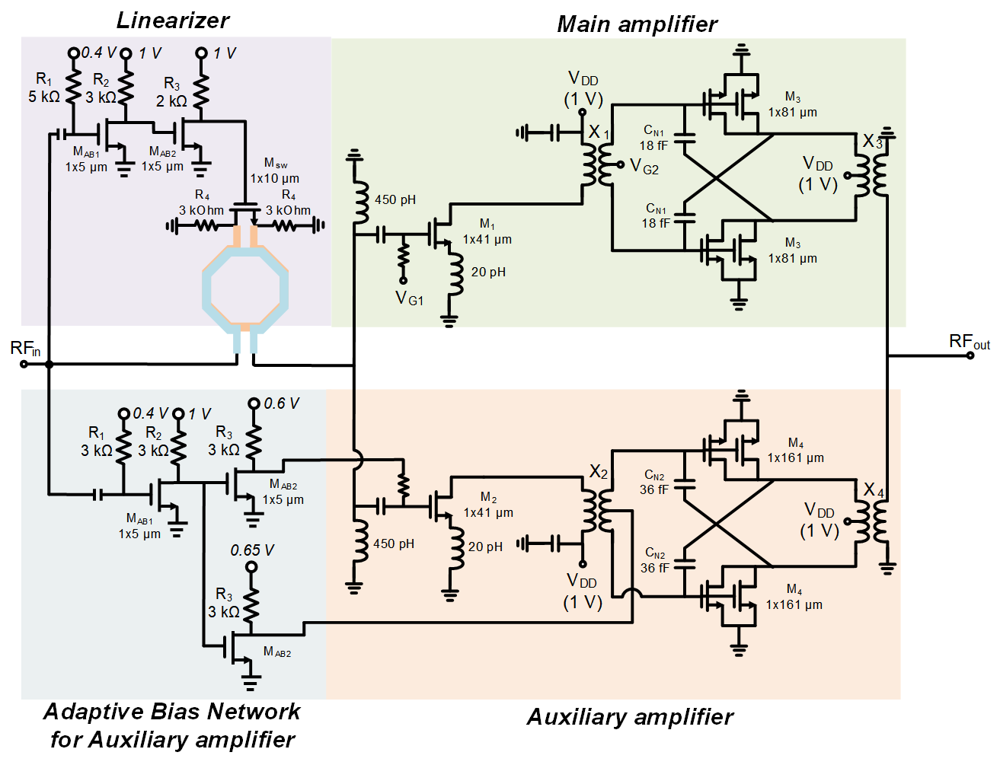 Linearizer
Main amplifier
0.4 V
1 V
1 V
R1
5 kΩ
R2
3 kΩ
R3
2 kΩ
MAB1
1x5 µm
MAB2
1x5 µm
Msw
1x10 µm
R4
3 kOhm
R4
3 kOhm
450 pH
VDD
(1 V)
X1
VG2
M1
1x41 µm
20 pH
VG1
CN1
18 fF
CN1
18 fF
M3
1x81 µm
M3
1x81 µm
X3
VDD
(1 V)
RFin
RFout
0.4 V
1 V
0.6 V
R1
3 kΩ
R2
3 kΩ
R3
3 kΩ
MAB1
1x5 µm
MAB2
1x5 µm
0.65 V
R3
3 kΩ
MAB2
450 pH
M2
1x41 µm
20 pH
X2
VDD
(1 V)
CN2
36 fF
CN2
36 fF
M4
1x161 µm
M4
1x161 µm
X4
VDD
(1 V)
Adaptive Bias Network
for Auxiliary amplifier
Auxiliary amplifier